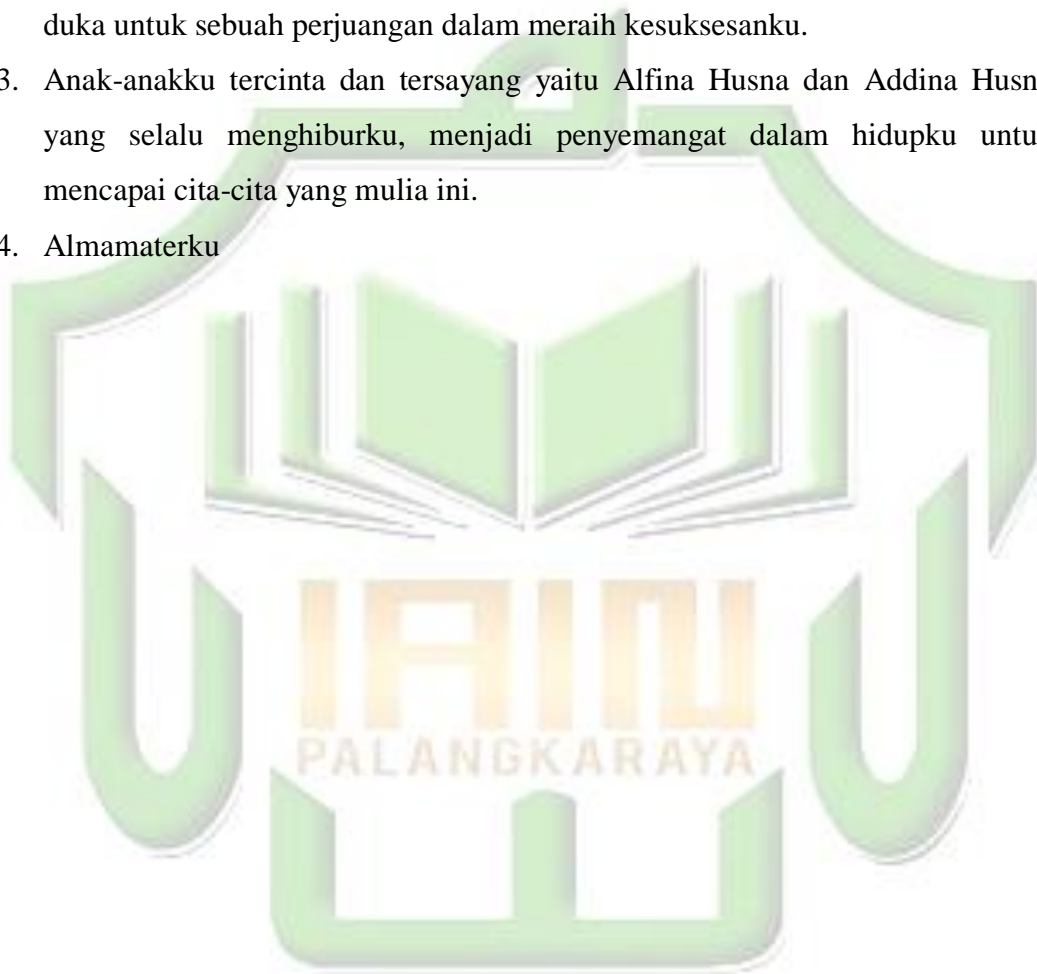 duka untuk sebuah perjuangan dalam meraih kesuksesanku.
3. Anak-anakku tercinta dan tersayang yaitu Alfina Husna dan Addina Husn
yang selalu menghiburku, menjadi penyemangat dalam hidupku untu
mencapai cita-cita yang mulia ini.
4. Almamaterku
IAIN
PALANGKARAYA